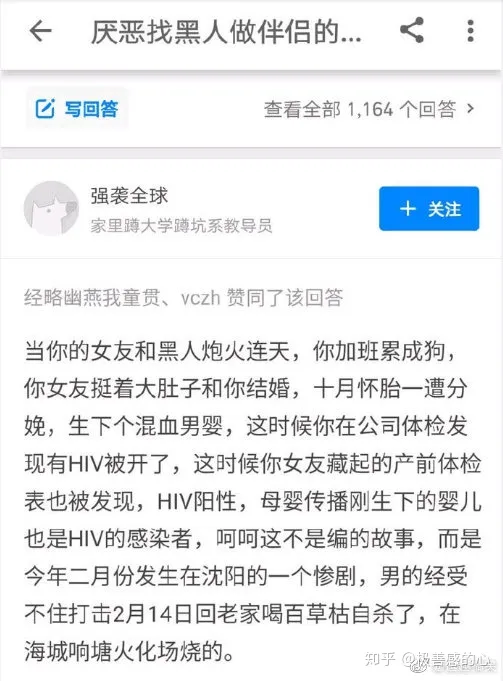 厌恶找黑人做伴侣的...
写回答
查看全部 1,164 个回答
强袭全球
+ 关注
家里蹲大学蹲坑系教导员
经略幽燕我童贯、vczh 赞同了该回答
当你的女友和黑人炮火连天，你加班累成狗，
你女友挺着大肚子和你结婚，十月怀胎一遭分
娩，生下个混血男婴，这时候你在公司体检发
现有HIV被开了，这时候你女友藏起的产前体检
表也被发现，HIV阳性，母婴传播刚生下的婴儿
也是HIV的感染者，呵呵这不是编的故事，而是
今年二月份发生在沈阳的一个惨剧，男的经受
不住打击2月14日回老家喝百草枯自杀了，在
海城响塘火化场烧的。
知乎 @极善感的心